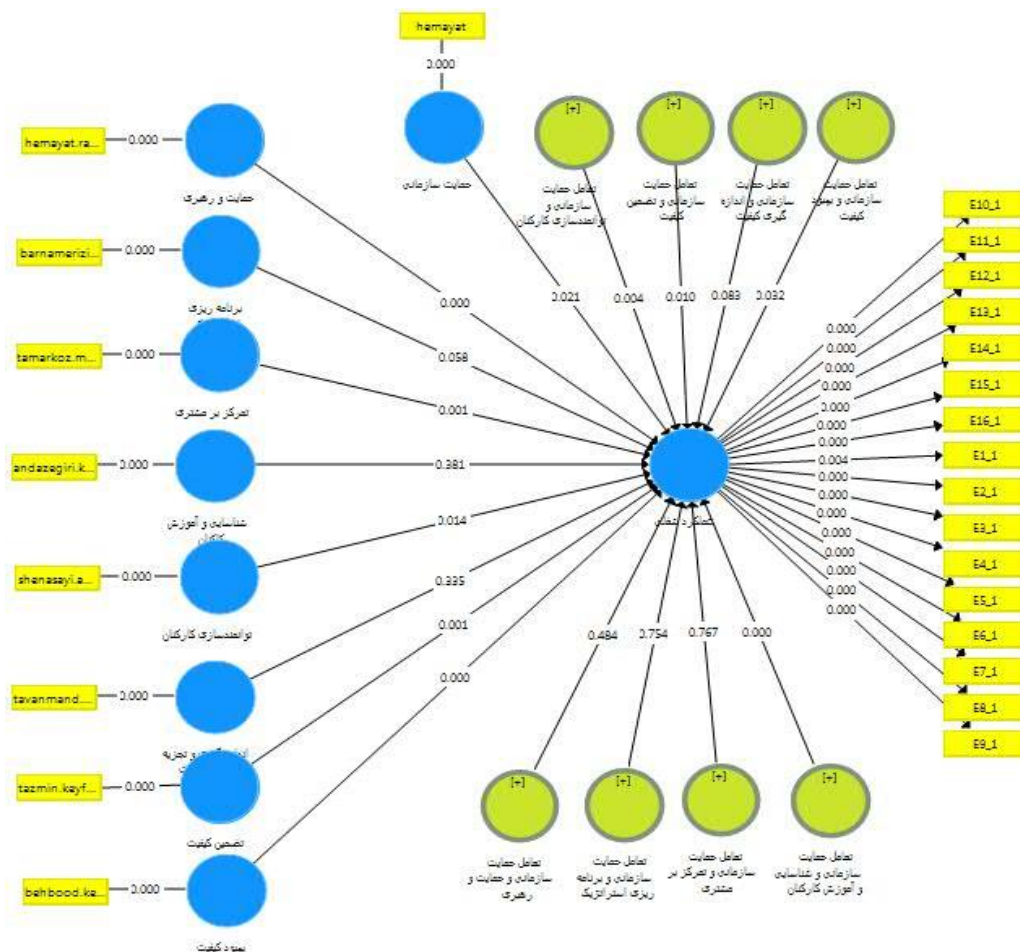 hemayat
0.000
hemayat.ra...
0.000
حمایت و رهبری
حمایت سازمانی
[+]
تعامل حمایت
سازمانی و
توانمندسازی کارکنان
[+]
تعامل حمایت
سازمانی و تضمین
کیفیت
[+]
تعامل حمایت
سازمانی و اندازه
گیری کیفیت
[+]
تعامل حمایت
سازمانی و بهبود
کیفیت
barnamerizi...
0.000
برنامه ریزی
tamarkoz.m...
0.000
تمرکز بر مشتری
andazegiri.k...
0.000
شناسایی و آموزش
کارکنان
shenasayi.a...
0.000
توانمندسازی کارکنان
tavanmand....
0.000
و تجزیه
tazmin.keyf...
0.000
تضمین کیفیت
behbood.ke...
0.000
بهبود کیفیت
0.021
0.004
0.010
0.083
0.032
0.000
0.058
0.001
0.381
0.014
0.335
0.001
0.000
0.484
0.754
0.767
0.000
0.000
0.000
0.000
0.000
0.000
0.000
0.000
0.000
0.004
0.000
0.000
0.000
0.000
0.000
0.000
0.000
E10_1
E11_1
E12_1
E13_1
E14_1
E15_1
E16_1
E1_1
E2_1
E3_1
E4_1
E5_1
E6_1
E7_1
E8_1
E9_1
[+]
تعامل حمایت
سازمانی و حمایت و
رهبری
[+]
تعامل حمایت
سازمانی و برنامه
ریزی استراتژیک
[+]
تعامل حمایت
سازمانی و تمرکز بر
مشتری
[+]
تعامل حمایت
سازمانی و شناسایی
و آموزش کارکنان